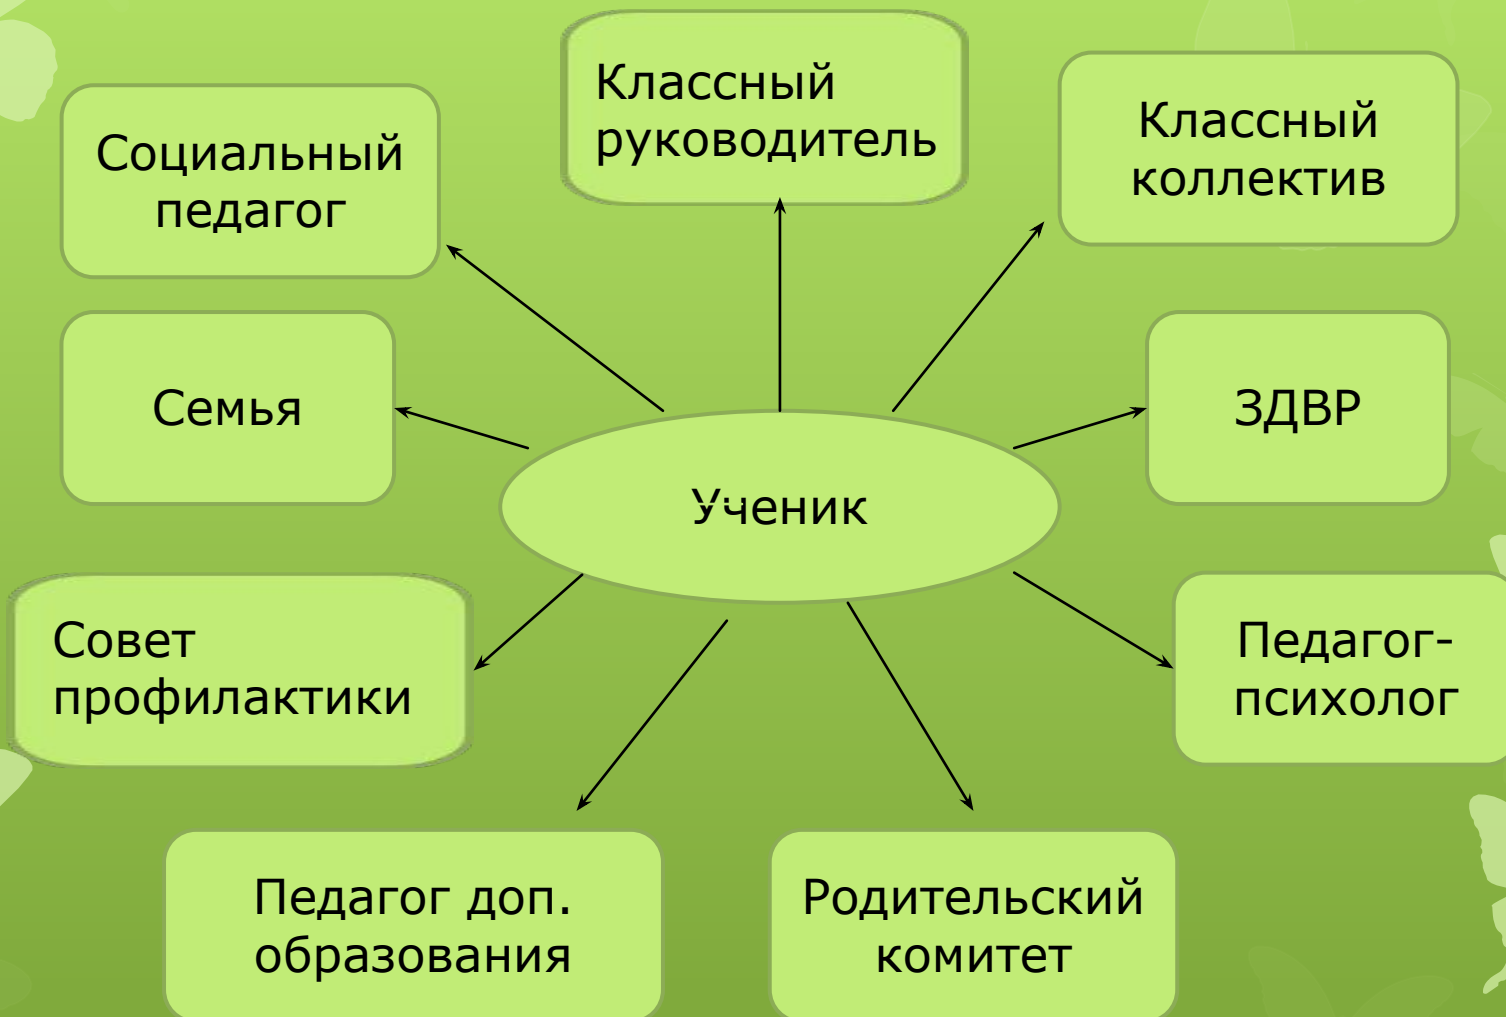 Классный
руководитель
Классный
коллектив
Социальный
педагог
Семья
ЗДВР
Ученик
Совет
профилактики
Педагог-
психолог
Педагог доп.
образования
Родительский
комитет